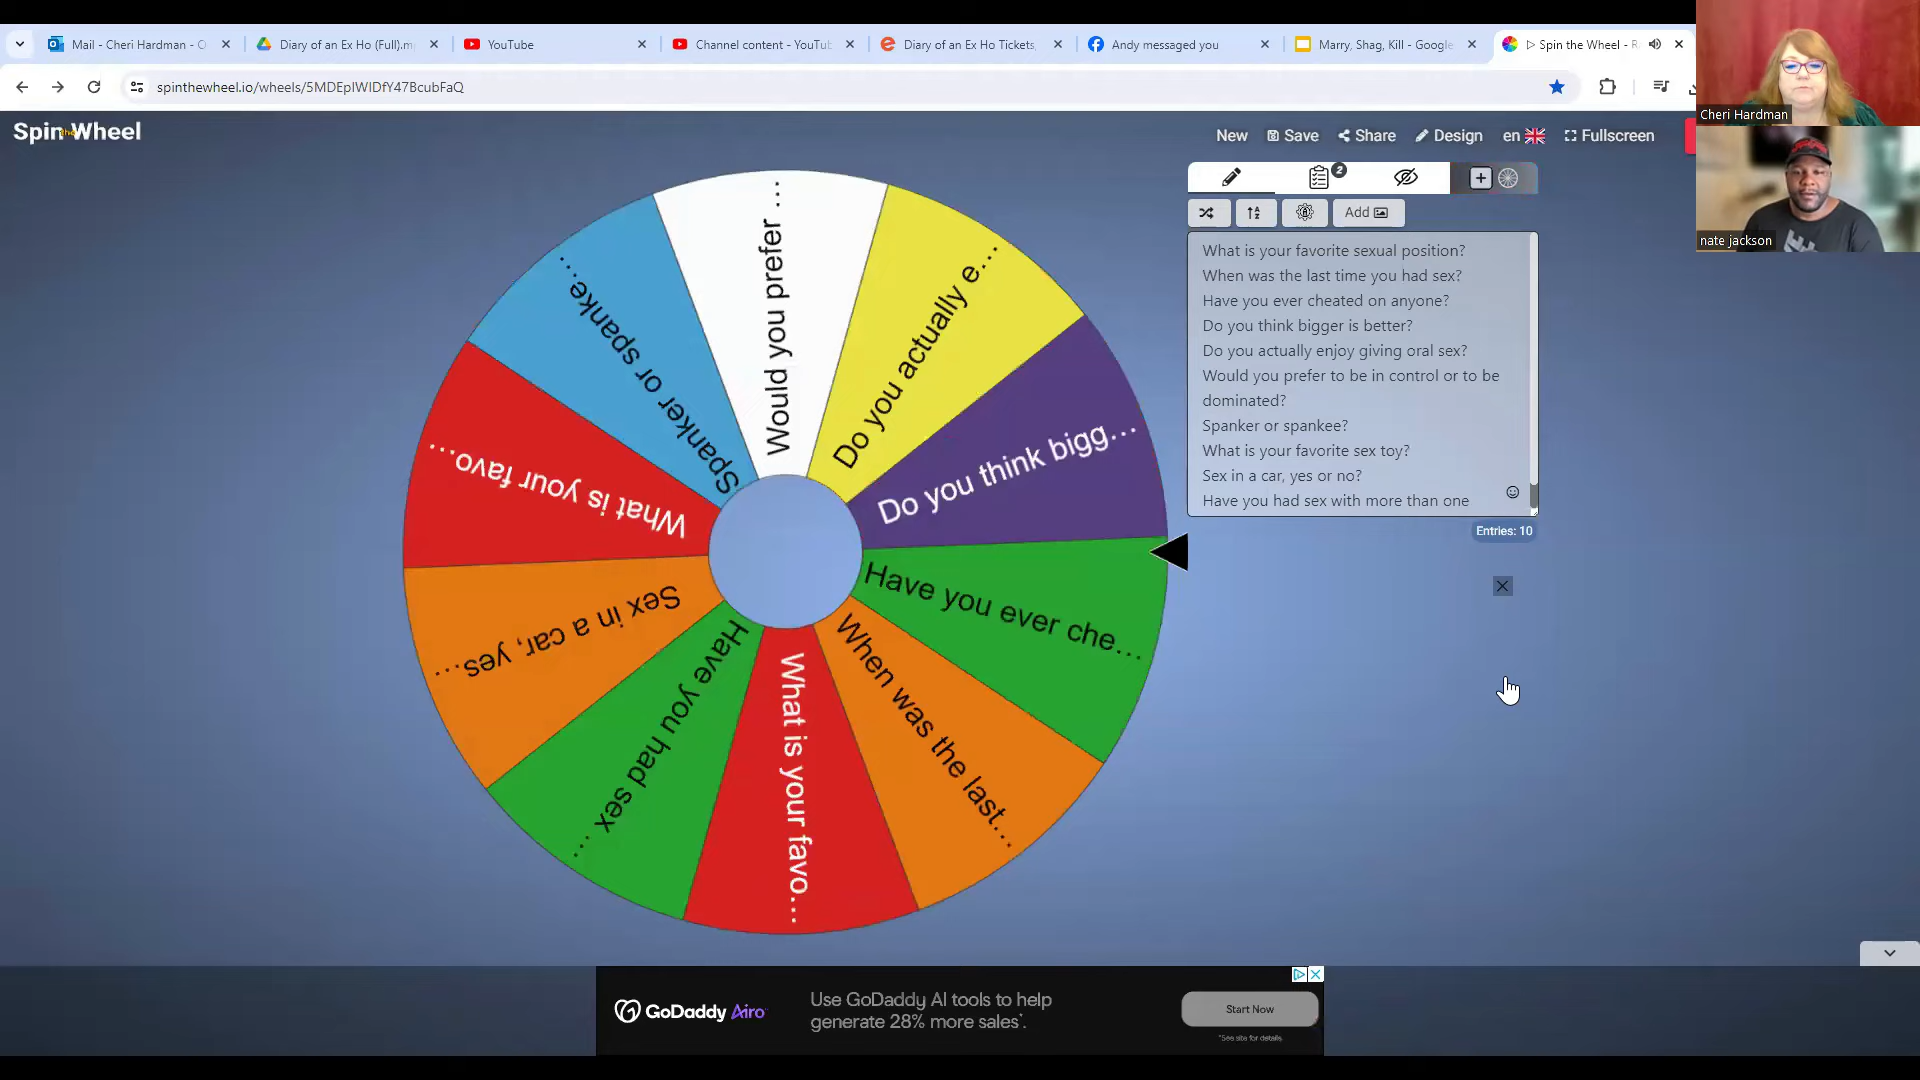 Mail - Cheri Hardman - O
Diary of an Ex Ho (Full).m
YouTube
Channel content - YouTu
Diary of an Ex Ho Tickets,
Andy messaged you
Marry, Shag, Kill - Google
Spin the Wheel - R
spinthewheel.io/wheels/5MDEpIWIDfY47BcubFaQ
Cheri Hardman
nate jackson
Spin the Wheel
New
Save
Share
Design
en
Fullscreen
2
Add
What is your favorite sexual position?
When was the last time you had sex?
Have you ever cheated on anyone?
Do you think bigger is better?
Do you actually enjoy giving oral sex?
Would you prefer to be in control or to be
dominated?
Spanker or spankee?
What is your favorite sex toy?
Sex in a car, yes or no?
Have you had sex with more than one
Entries: 10
Would you prefer ...
Do you actually e...
Do you think bigg...
Have you ever che...
When was the last...
What is your favo...
Have you had sex ...
Sex in a car, yes...
What is your favo...
Spanker or spanke...
GoDaddy Airo
Use GoDaddy AI tools to help
generate 28% more sales*.
Start Now
*See site for details.